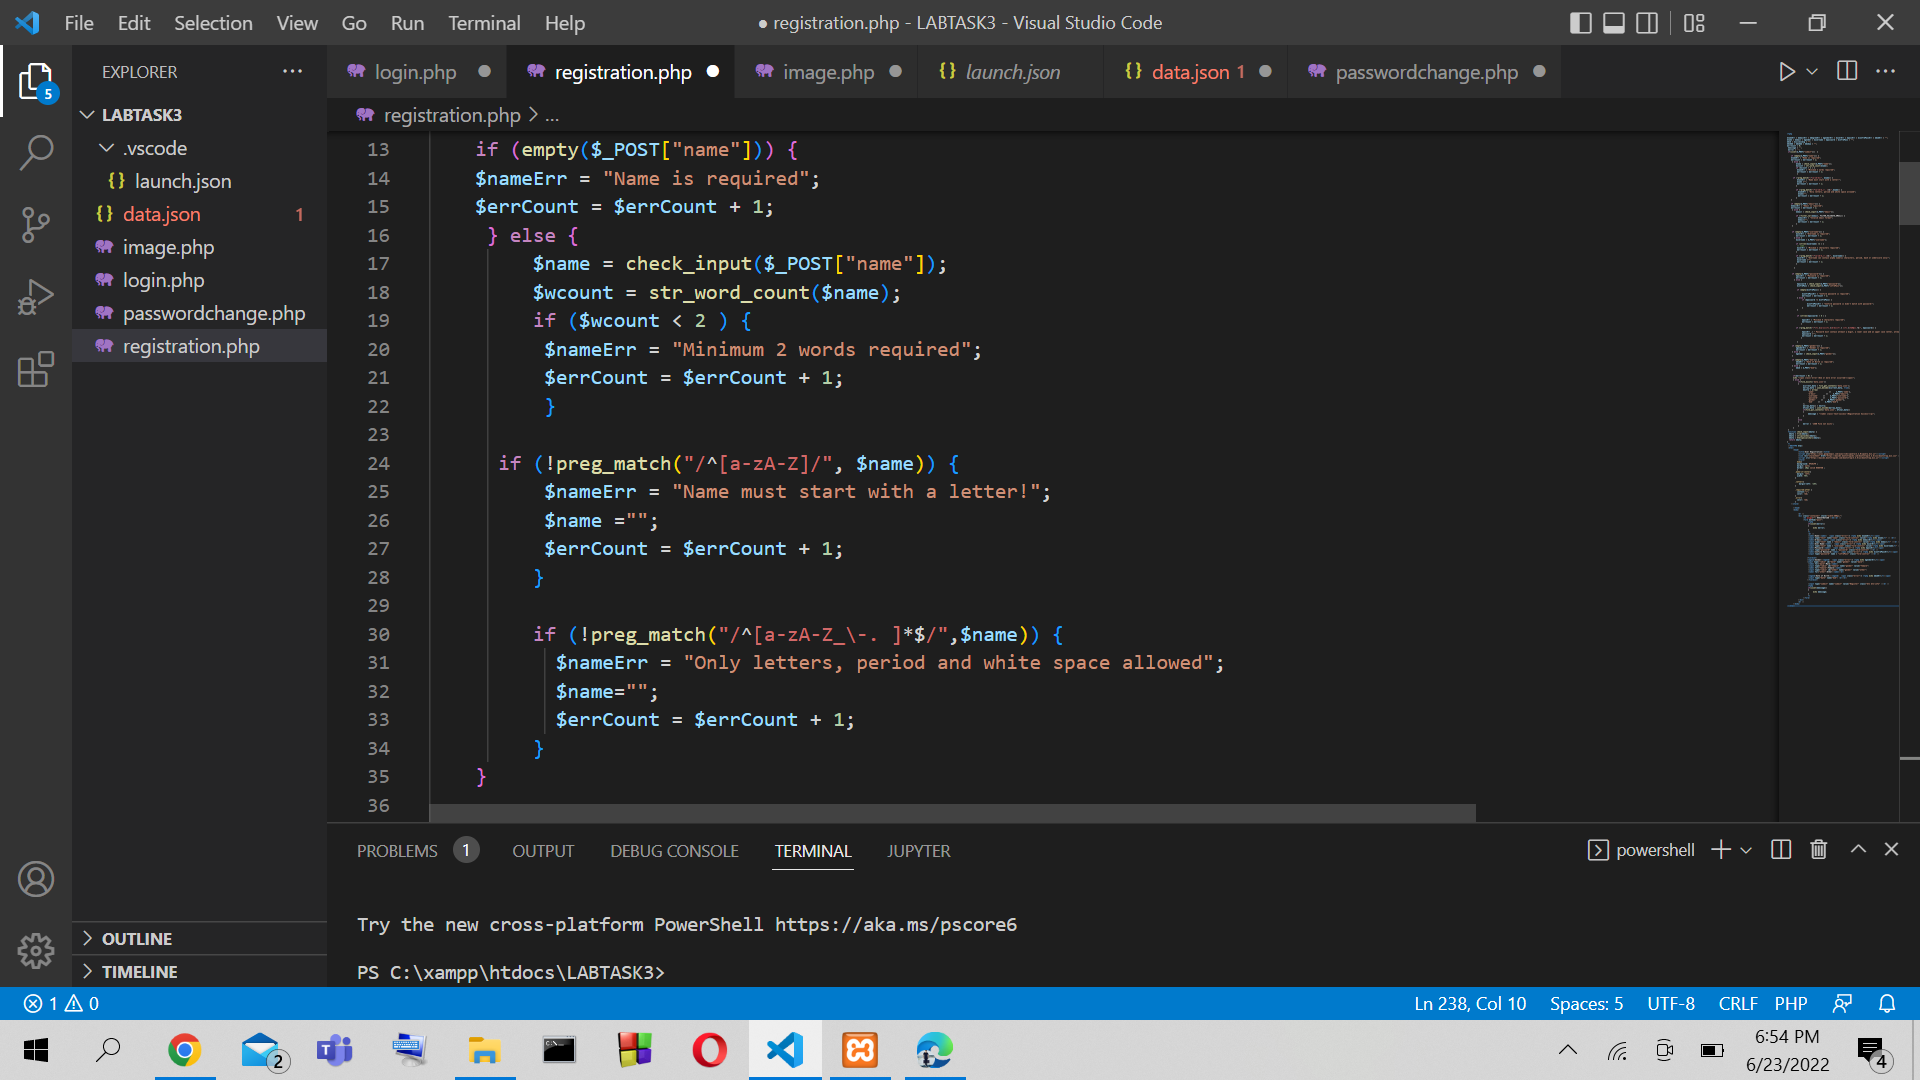 File Edit Selection View Go Run Terminal Help ● registration.php - LABTASK3 - Visual Studio Code
5
EXPLORER ...
LABTASK3
.vscode
{} launch.json
{} data.json 1
image.php
login.php
passwordchange.php
registration.php
OUTLINE
TIMELINE
login.php ● registration.php ● image.php ● {} launch.json {} data.json 1 ● passwordchange.php ●
registration.php > ...
13 if (empty($_POST["name"])) {
14 $nameErr = "Name is required";
15 $errCount = $errCount + 1;
16 } else {
17 $name = check_input($_POST["name"]);
18 $wcount = str_word_count($name);
19 if ($wcount < 2 ) {
20 $nameErr = "Minimum 2 words required";
21 $errCount = $errCount + 1;
22 }
23
24 if (!preg_match("/^[a-zA-Z]/", $name)) {
25 $nameErr = "Name must start with a letter!";
26 $name ="";
27 $errCount = $errCount + 1;
28 }
29
30 if (!preg_match("/^[a-zA-Z_\-. ]*$/",$name)) {
31 $nameErr = "Only letters, period and white space allowed";
32 $name="";
33 $errCount = $errCount + 1;
34 }
35 }
36
PROBLEMS 1 OUTPUT DEBUG CONSOLE TERMINAL JUPYTER powershell
Try the new cross-platform PowerShell https://aka.ms/pscore6
PS C:\xampp\htdocs\LABTASK3>
1 0 Ln 238, Col 10 Spaces: 5 UTF-8 CRLF PHP
2
6:54 PM
6/23/2022
4